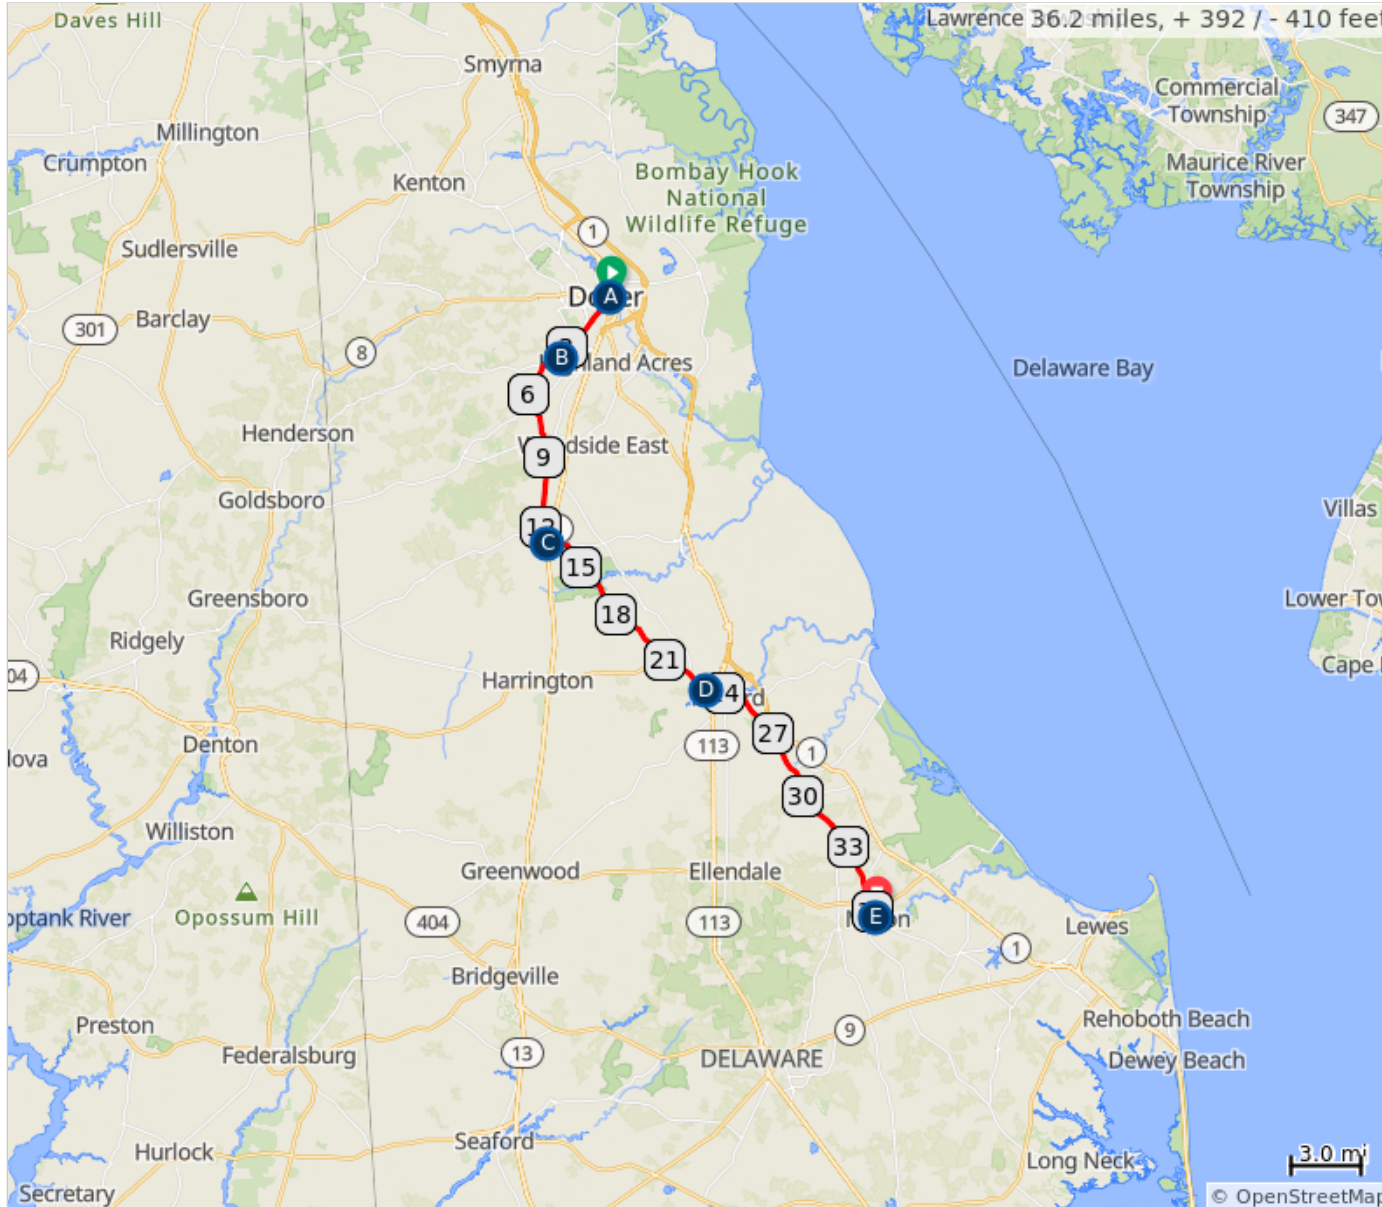 Daves Hill
Lawrence
36.2 miles, + 392 / - 410 feet
Smyrna
Commercial
Township
347
Millington
Crumpton
Maurice River
Township
Kenton
Bombay Hook
National
Wildlife Refuge
1
Sudlersville
A
301
Barclay
8
B
Delaware Bay
6
Henderson
9
Goldsboro
Villas
C
15
Greensboro
Lower
18
Ridgely
21
04
Cape
Harrington
D
27
113
1
Denton
30
Williston
33
Greenwood
Ellendale
Opossum Hill
404
113
E
Lewes
1
Bridgeville
Rehoboth Beach
Preston
9
Federalsburg
13
DELAWARE
Dewey Beach
Seaford
Hurlock
Long Neck
3.0 mi
Secretary
© OpenStreetMap